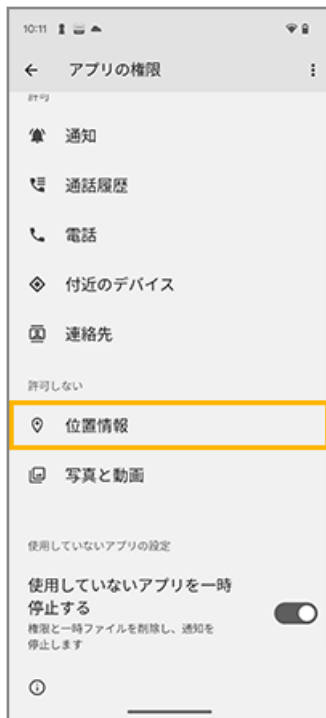 10:11
アプリの権限
許可
通知
通話履歴
電話
付近のデバイス
連絡先
許可しない
位置情報
写真と動画
使用していないアプリの設定
使用していないアプリを一時
停止する
権限と一時ファイルを削除し、通知を
停止します